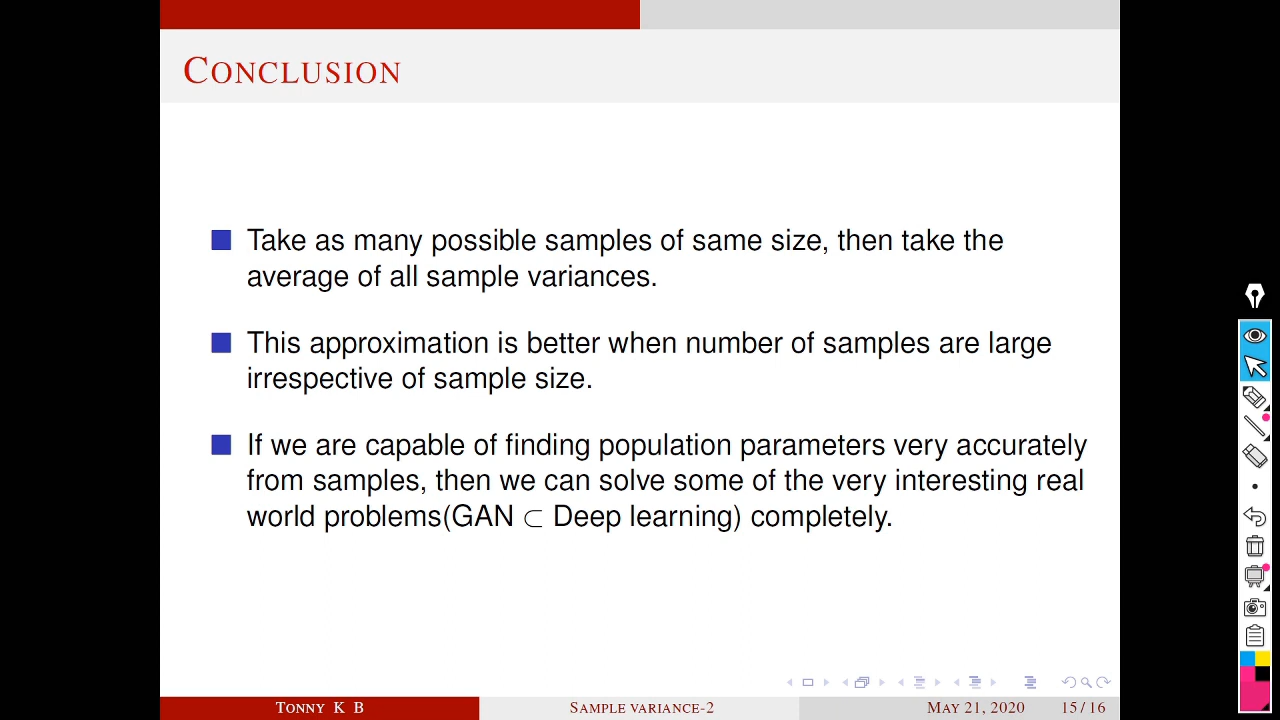 CONCLUSION
Take as many possible samples of same size, then take the
average of all sample variances.
This approximation is better when number of samples are large
irrespective of sample size.
If we are capable of finding population parameters very accurately
from samples, then we can solve some of the very interesting real
world problems(GAN ⊂ Deep learning) completely.
TONNY K B SAMPLE VARIANCE-2 MAY 21, 2020 15/16